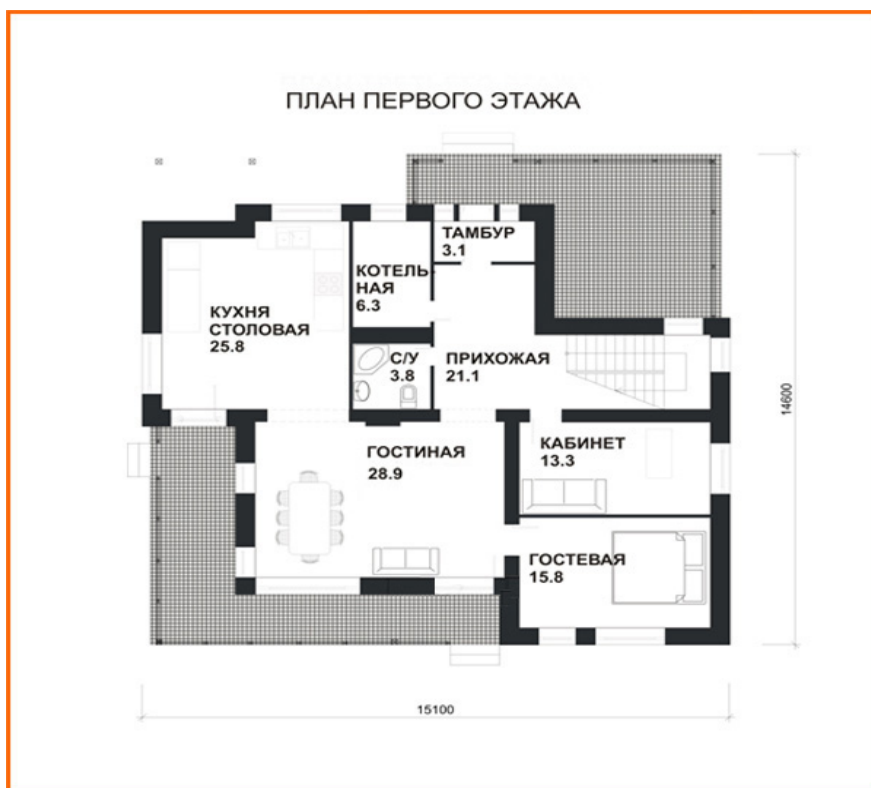 ПЛАН ПЕРВОГО ЭТАЖА
ТАМБУР
3.1
КОТЕЛЬ
НАЯ
6.3
КУХНЯ
СТОЛОВАЯ
25.8
С/У
3.8
ПРИХОЖАЯ
21.1
ГОСТИНАЯ
28.9
КАБИНЕТ
13.3
ГОСТЕВАЯ
15.8
14600
15100